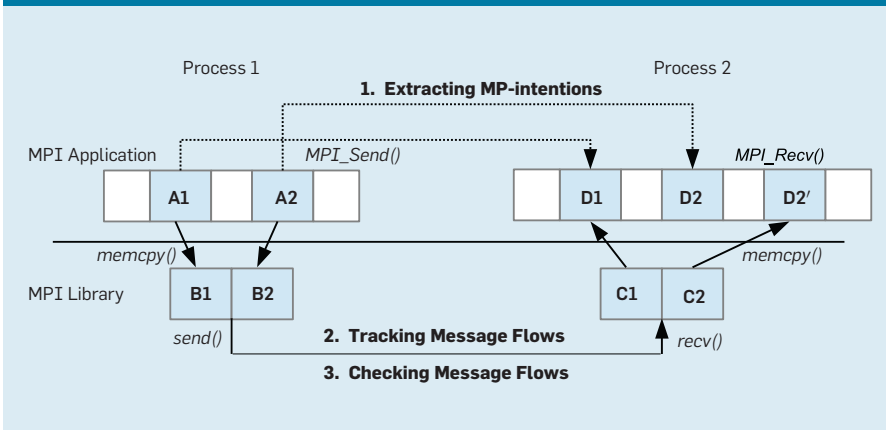 Process 1
Process 2
1. Extracting MP-intentions
MPI Application
MPI_Send()
MPI_Recv()
A1
A2
D1
D2
D2′
memcpy()
memcpy()
MPI Library
B1
B2
C1
C2
send()
2. Tracking Message Flows
recv()
3. Checking Message Flows